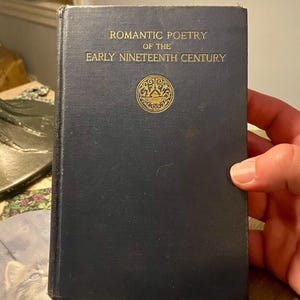 ROMANTIC POETRY
OF THE
EARLY NINETEENTH CENTURY